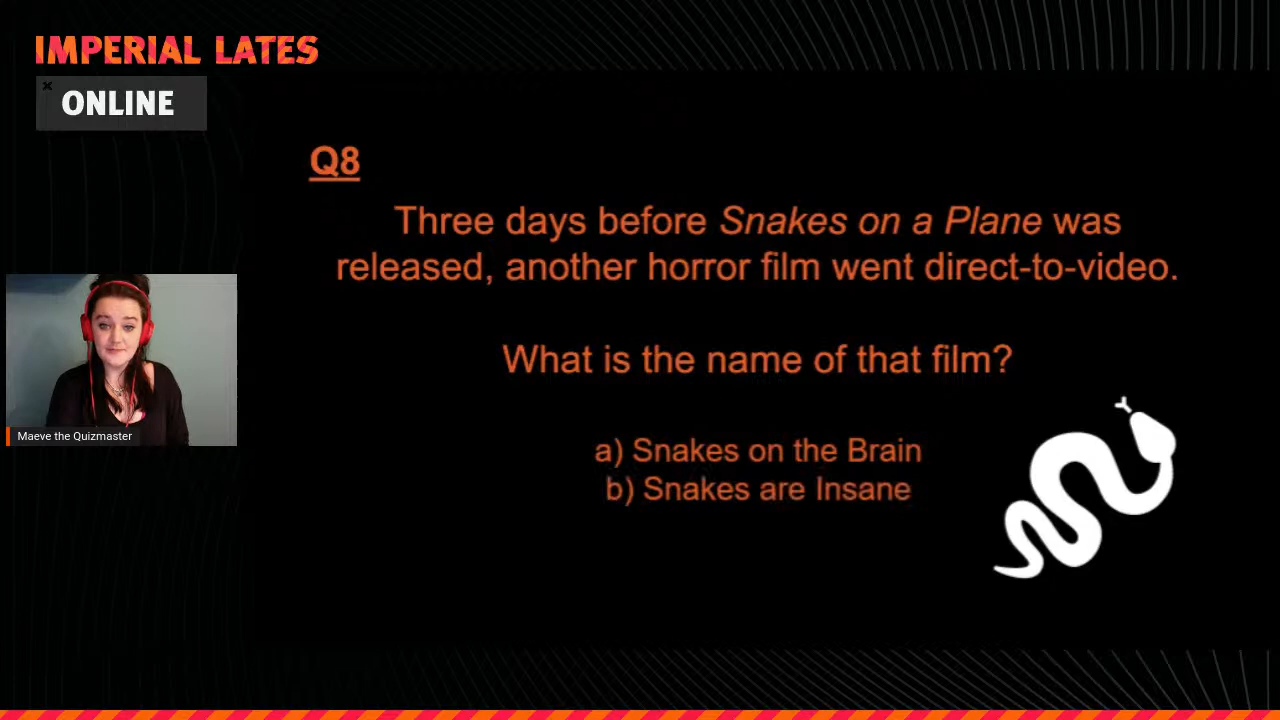 IMPERIAL LATES
ONLINE
Q8
Three days before Snakes on a Plane was
released, another horror film went direct-to-video.
What is the name of that film?
a) Snakes on the Brain
b) Snakes are Insane
Maeve the Quizmaster